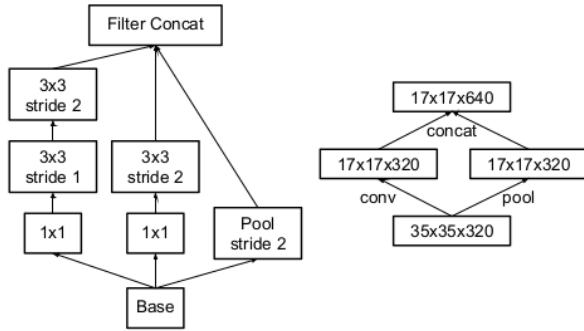 Filter Concat
3x3
stride 2
3x3
stride 1
3x3
stride 2
1x1
1x1
Pool
stride 2
Base
17x17x640
concat
17x17x320
17x17x320
conv
pool
35x35x320